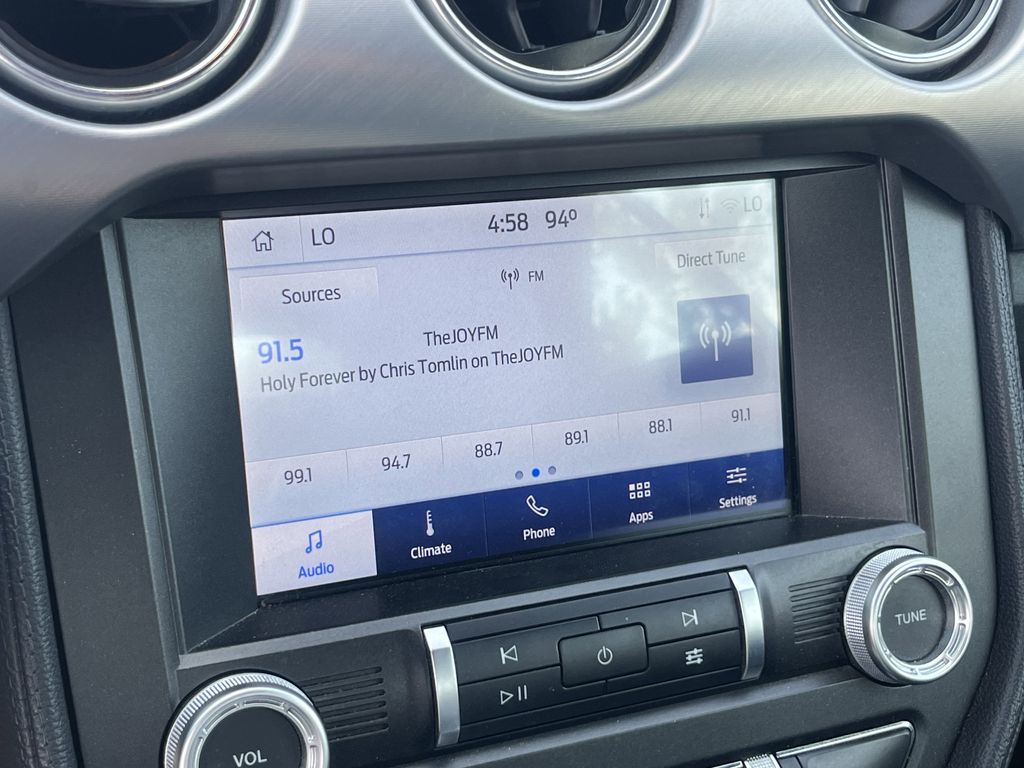 LO 4:58 94° LO
FM
Sources
Direct Tune
91.5
TheJOYFM
Holy Forever by Chris Tomlin on TheJOYFM
99.1 94.7 88.7 89.1 88.1 91.1
Audio Climate Phone Apps Settings
VOL
TUNE